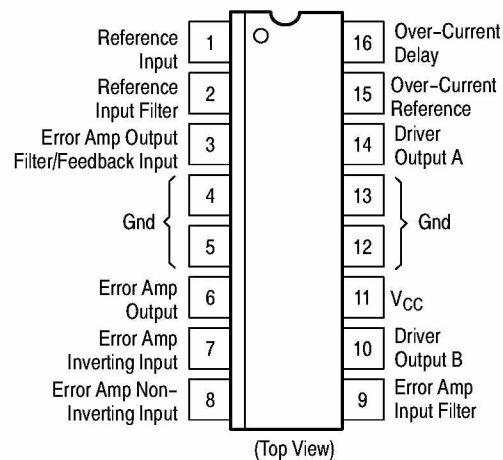 Reference
Input
1
Reference
Input Filter
2
Error Amp Output
Filter/Feedback Input
3
4
Gnd
5
Error Amp
Output
6
Error Amp
Inverting Input
7
Error Amp Non-
Inverting Input
8
16
Over-Current
Delay
15
Over-Current
Reference
14
Driver
Output A
13
Gnd
12
11
VCC
10
Driver
Output B
9
Error Amp
Input Filter
(Top View)